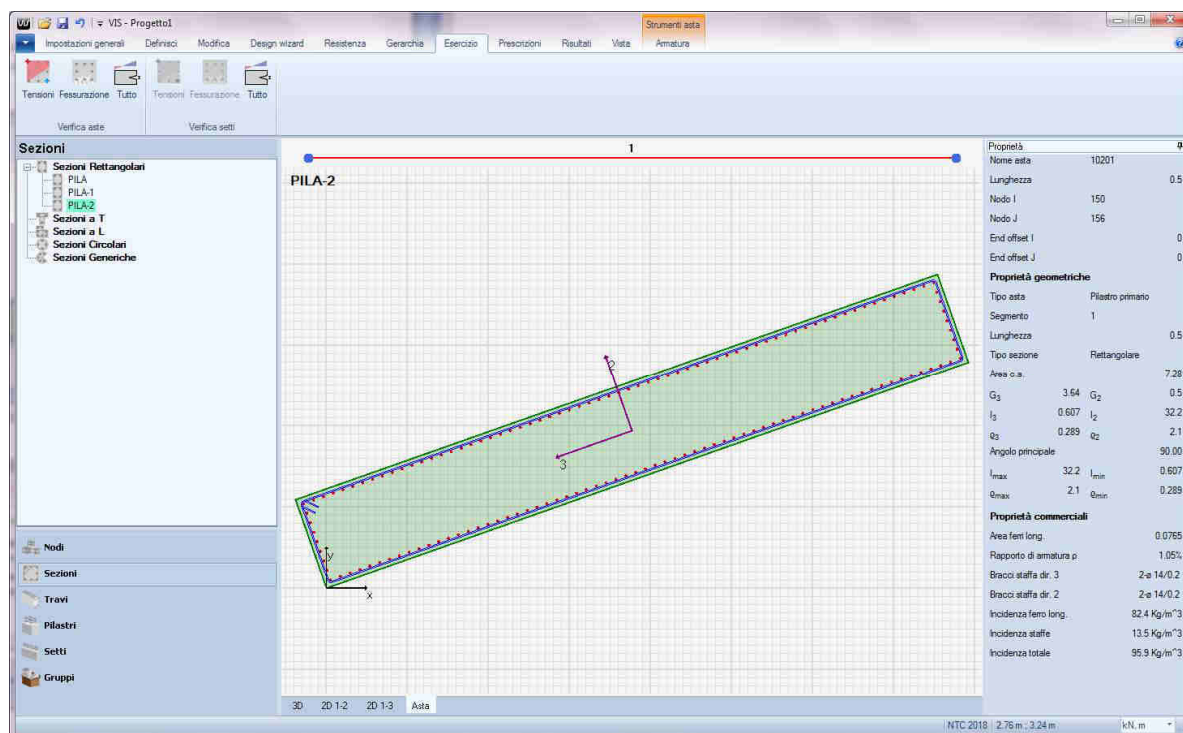 VIS - Progetto1
Strumenti asta
Impostazioni generali Definisci Modifica Design wizard Resistenza Gerarchia Esercizio Prescrizioni Risultati Vista Armatura
Tensioni Fessurazione Tutto Tensioni Fessurazione Tutto
Verifica aste Verifica setti
Sezioni
Sezioni Rettangolari
PILA
PILA-1
PILA-2
Sezioni a T
Sezioni a L
Sezioni Circolari
Sezioni Generiche
Nodi
Sezioni
Travi
Pilastri
Setti
Gruppi
1
PILA-2
2
3
y
x
3D 2D 1-2 2D 1-3 Asta
Proprietà
Nome asta 10201
Lunghezza 0.5
Nodo I 150
Nodo J 156
End offset I 0
End offset J 0
Proprietà geometriche
Tipo asta Pilastro primario
Segmento 1
Lunghezza 0.5
Tipo sezione Rettangolare
Area c.a. 7.28
G3 3.64 G2 0.5
I3 0.607 I2 32.2
ϱ3 0.289 ϱ2 2.1
Angolo principale 90.00
Imax 32.2 Imin 0.607
ϱmax 2.1 ϱmin 0.289
Proprietà commerciali
Area ferri long. 0.0765
Rapporto di armatura ρ 1.05%
Bracci staffa dir. 3 2-ø 14/0.2
Bracci staffa dir. 2 2-ø 14/0.2
Incidenza ferro long. 82.4 Kg/m^3
Incidenza staffe 13.5 Kg/m^3
Incidenza totale 95.9 Kg/m^3
NTC 2018 2.76 m ; 3.24 m kN, m